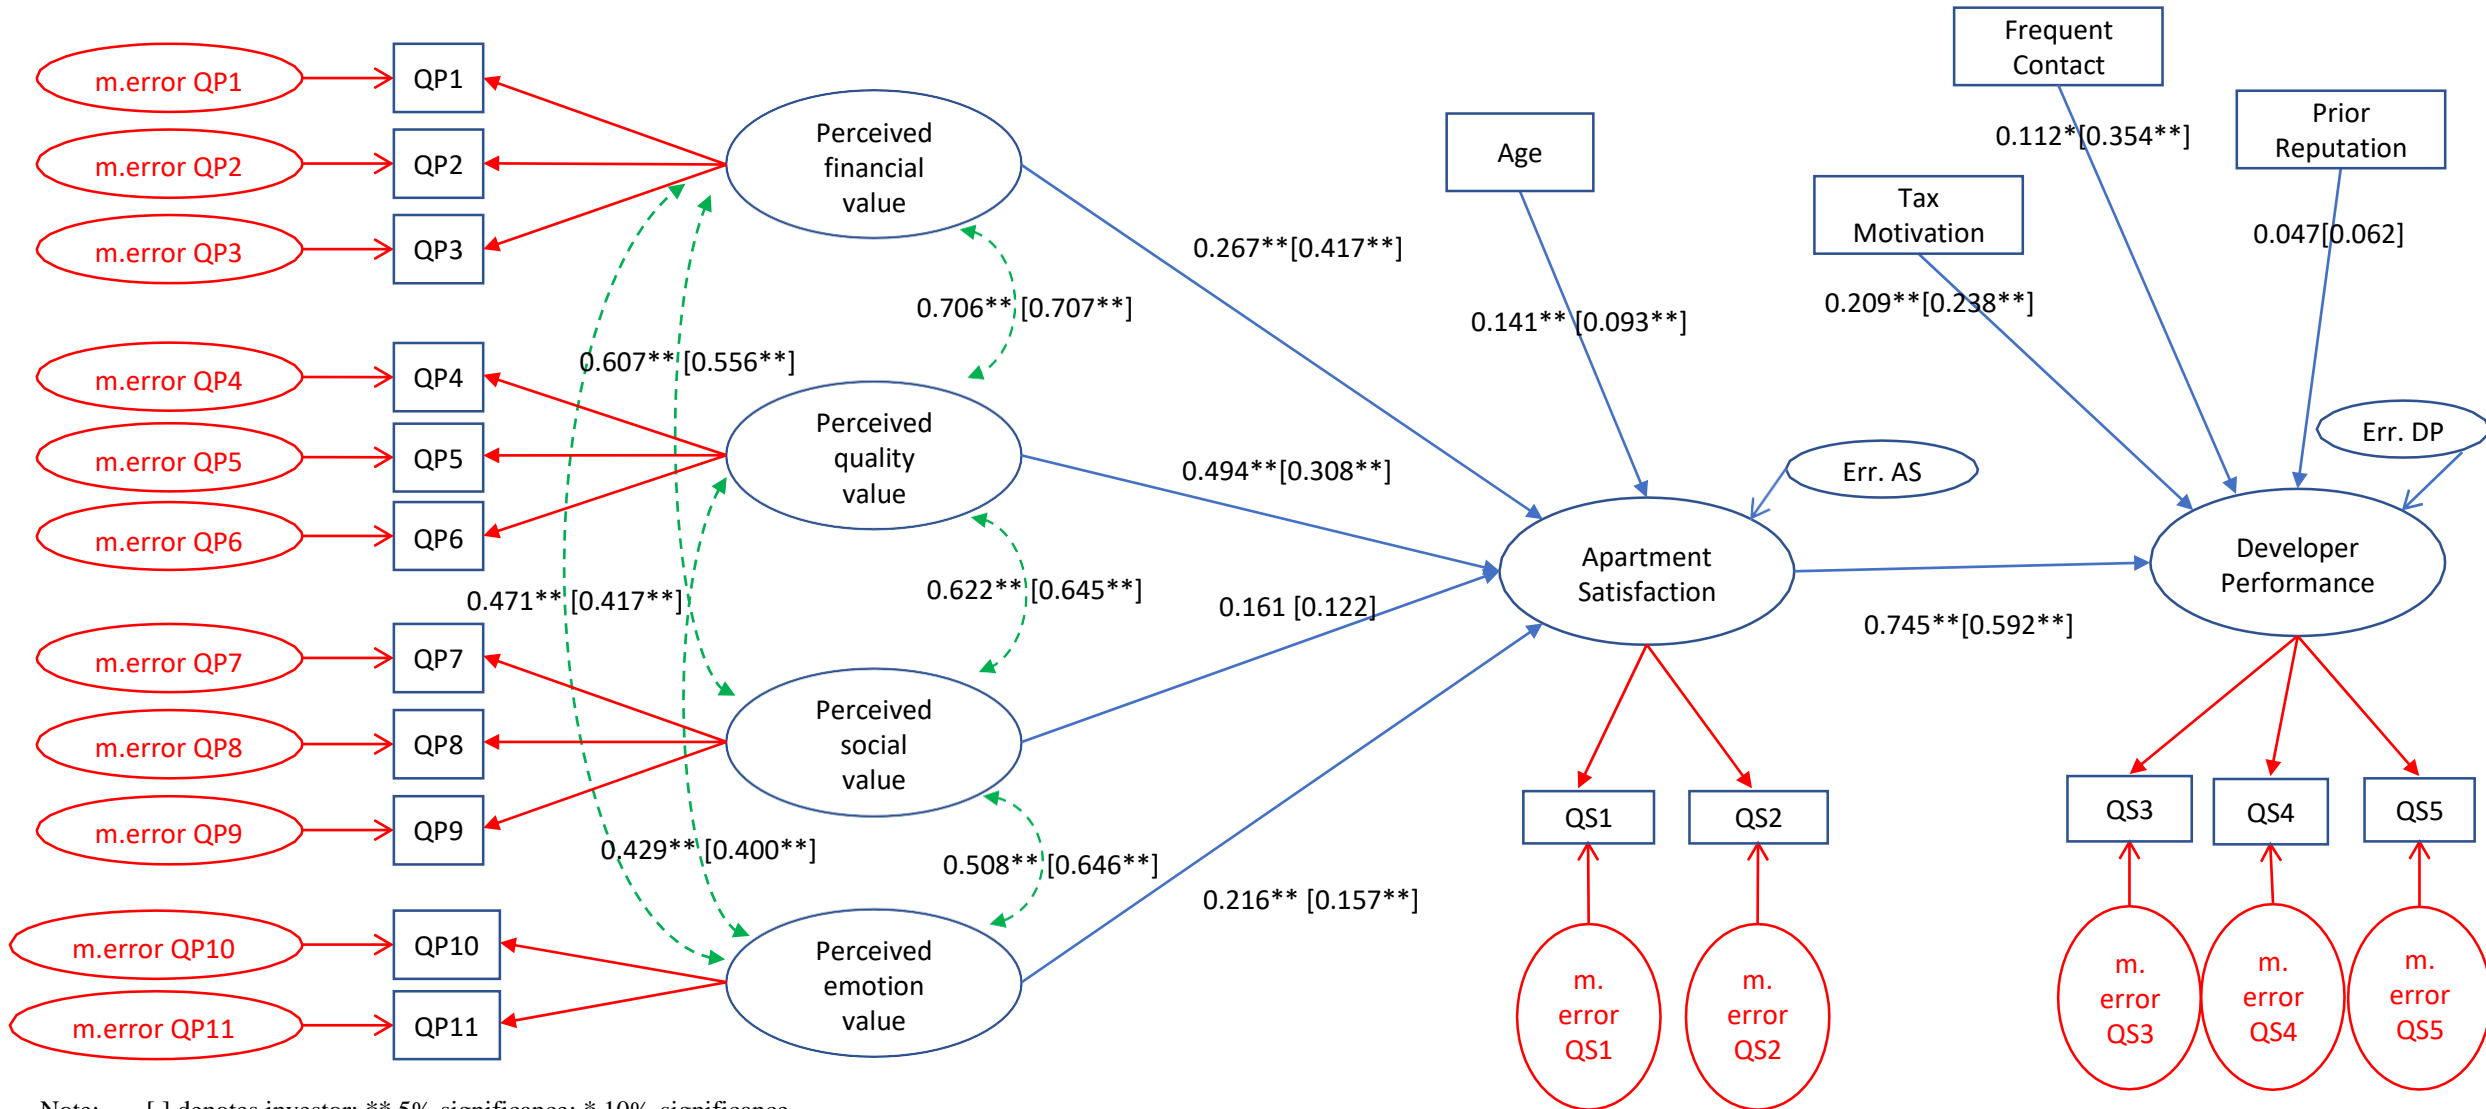 m.error QP1
QP1
m.error QP2
QP2
m.error QP3
QP3
m.error QP4
QP4
m.error QP5
QP5
m.error QP6
QP6
m.error QP7
QP7
m.error QP8
QP8
m.error QP9
QP9
m.error QP10
QP10
m.error QP11
QP11
Perceived
financial
value
Perceived
quality
value
Perceived
social
value
Perceived
emotion
value
0.706** [0.707**]
0.607** [0.556**]
0.622** [0.645**]
0.471** [0.417**]
0.429** [0.400**]
0.508** [0.646**]
0.267**[0.417**]
0.494**[0.308**]
0.161 [0.122]
0.216** [0.157**]
Age
0.141** [0.093**]
Err. AS
Apartment
Satisfaction
0.745**[0.592**]
Frequent
Contact
0.112*[0.354**]
Prior
Reputation
0.047[0.062]
Tax
Motivation
0.209**[0.238**]
Err. DP
Developer
Performance
QS1
QS2
QS3
QS4
QS5
m.
error
QS1
m.
error
QS2
m.
error
QS3
m.
error
QS4
m.
error
QS5
Note: [ ] denotes investor; ** 5% significance; * 10% significance